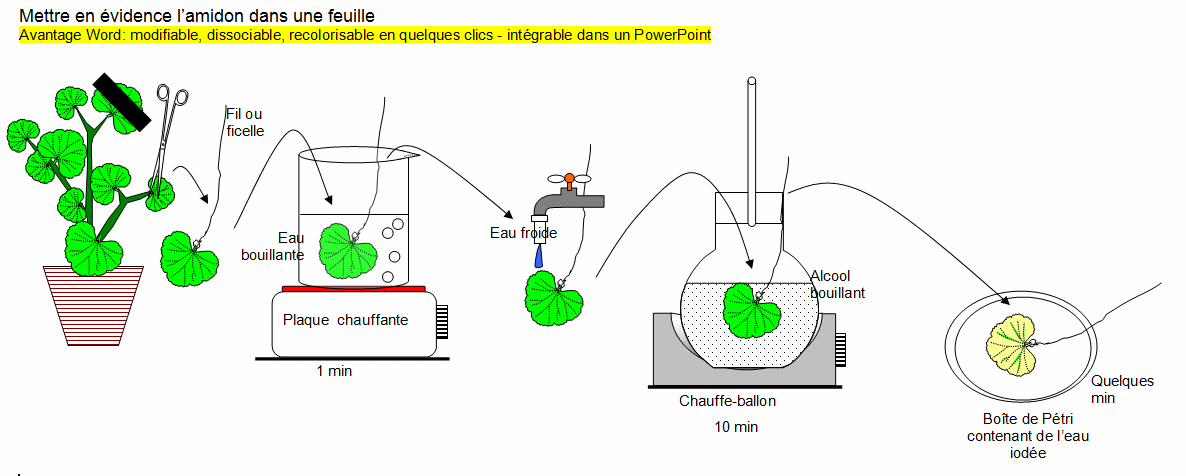 Mettre en évidence l’amidon dans une feuille
Avantage Word: modifiable, dissociable, recolorisable en quelques clics - intégrable dans un PowerPoint
Fil ou
ficelle
Eau
bouillante
Plaque chauffante
1 min
Eau froide
Alcool
bouillant
Chauffe-ballon
10 min
Quelques
min
Boîte de Pétri
contenant de l’eau
iodée